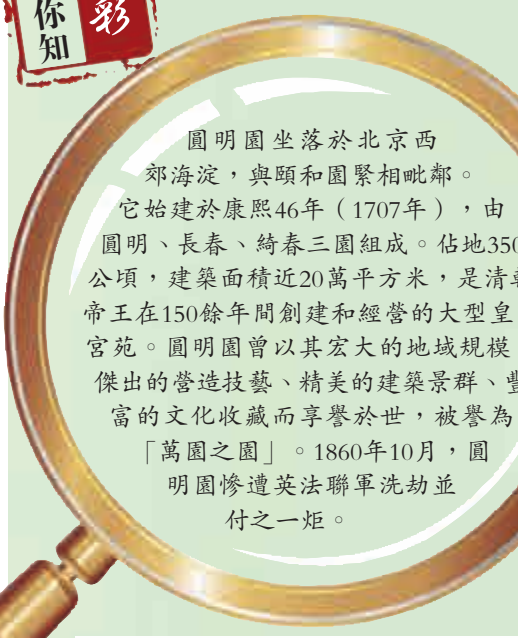 你知
彩
圓明園坐落於北京西
郊海淀，與頤和園緊相毗鄰。
它始建於康熙46年（1707年），由
圓明、長春、綺春三園組成。佔地350
公頃，建築面積近20萬平方米，是清
帝王在150餘年間創建和經營的大型皇
宮苑。圓明園曾以其宏大的地域規模
傑出的營造技藝、精美的建築景群、豐
富的文化收藏而享譽於世，被譽為
「萬園之園」。1860年10月，圓
明園慘遭英法聯軍洗劫並
付之一炬。